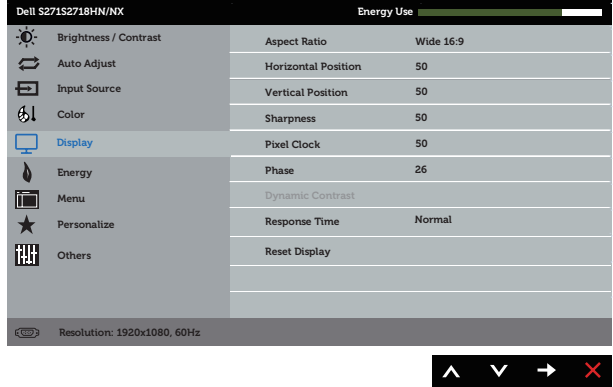 Dell S271S2718HN/NX Energy Use
Brightness / Contrast
Auto Adjust
Input Source
Color
Display
Energy
Menu
Personalize
Others
Aspect Ratio Wide 16:9
Horizontal Position 50
Vertical Position 50
Sharpness 50
Pixel Clock 50
Phase 26
Dynamic Contrast
Response Time Normal
Reset Display
Resolution: 1920x1080, 60Hz